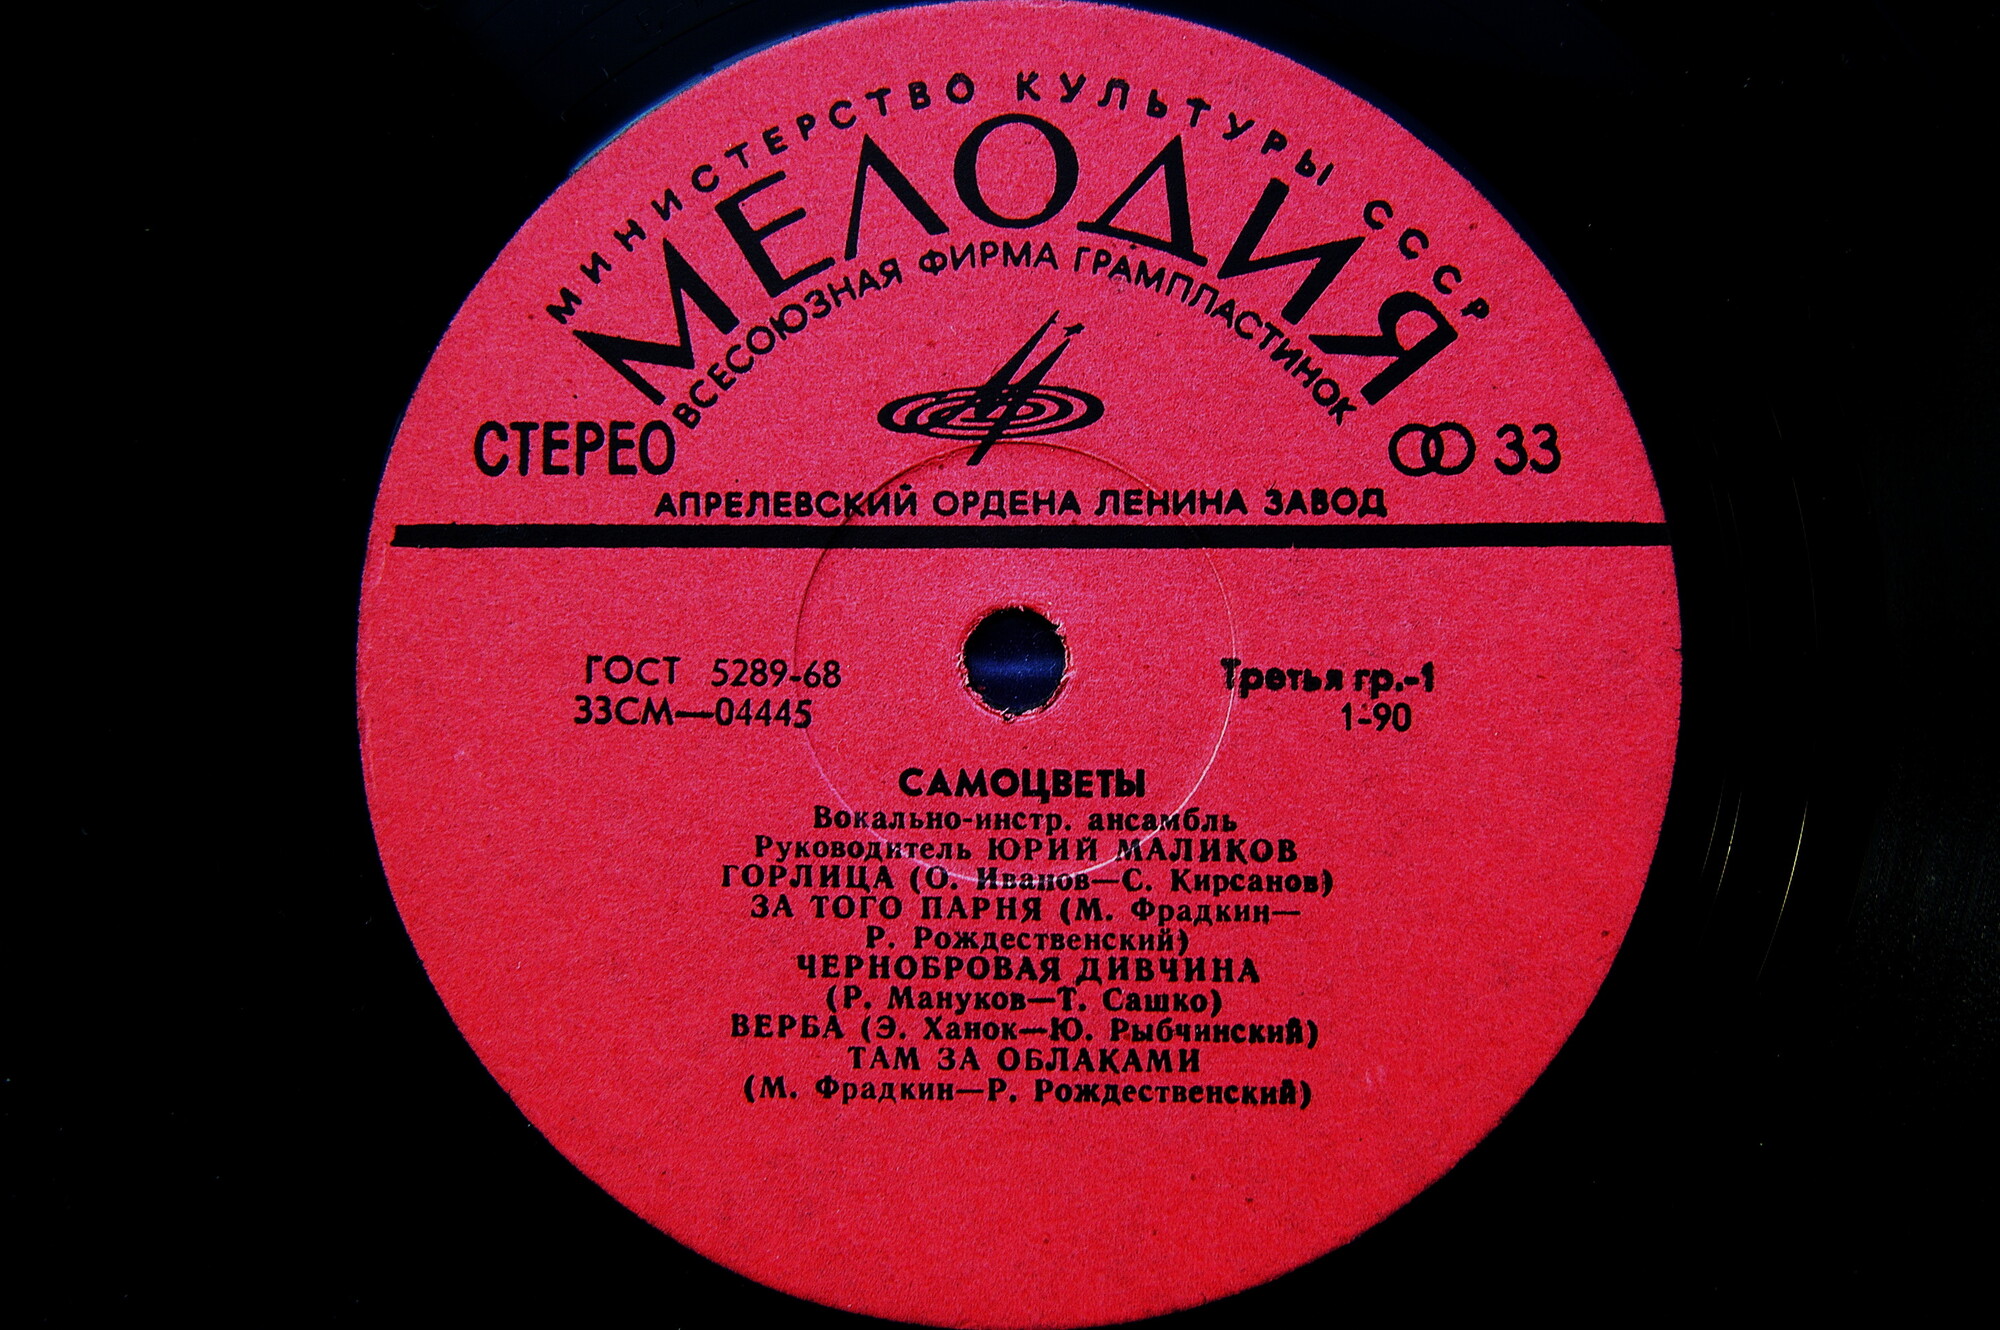 МИНИСТЕРСТВО КУЛЬТУРЫ СССР
МЕЛОДИЯ
ВСЕСОЮЗНАЯ ФИРМА ГРАМПЛАСТИНОК
СТЕРЕО
33
АПРЕЛЕВСКИЙ ОРДЕНА ЛЕНИНА ЗАВОД
ГОСТ 5289-68
33СМ—04445
Третья гр.-1
1-90
САМОЦВЕТЫ
Вокально-инстр. ансамбль
Руководитель ЮРИЙ МАЛИКОВ
ГОРЛИЦА (О. Иванов—С. Кирсанов)
ЗА ТОГО ПАРНЯ (М. Фрадкин—
Р. Рождественский)
ЧЕРНОБРОВАЯ ДИВЧИНА
(Р. Мануков—Т. Сашко)
ВЕРБА (Э. Ханок—Ю. Рыбчинский)
ТАМ ЗА ОБЛАКАМИ
(М. Фрадкин—Р. Рождественский)